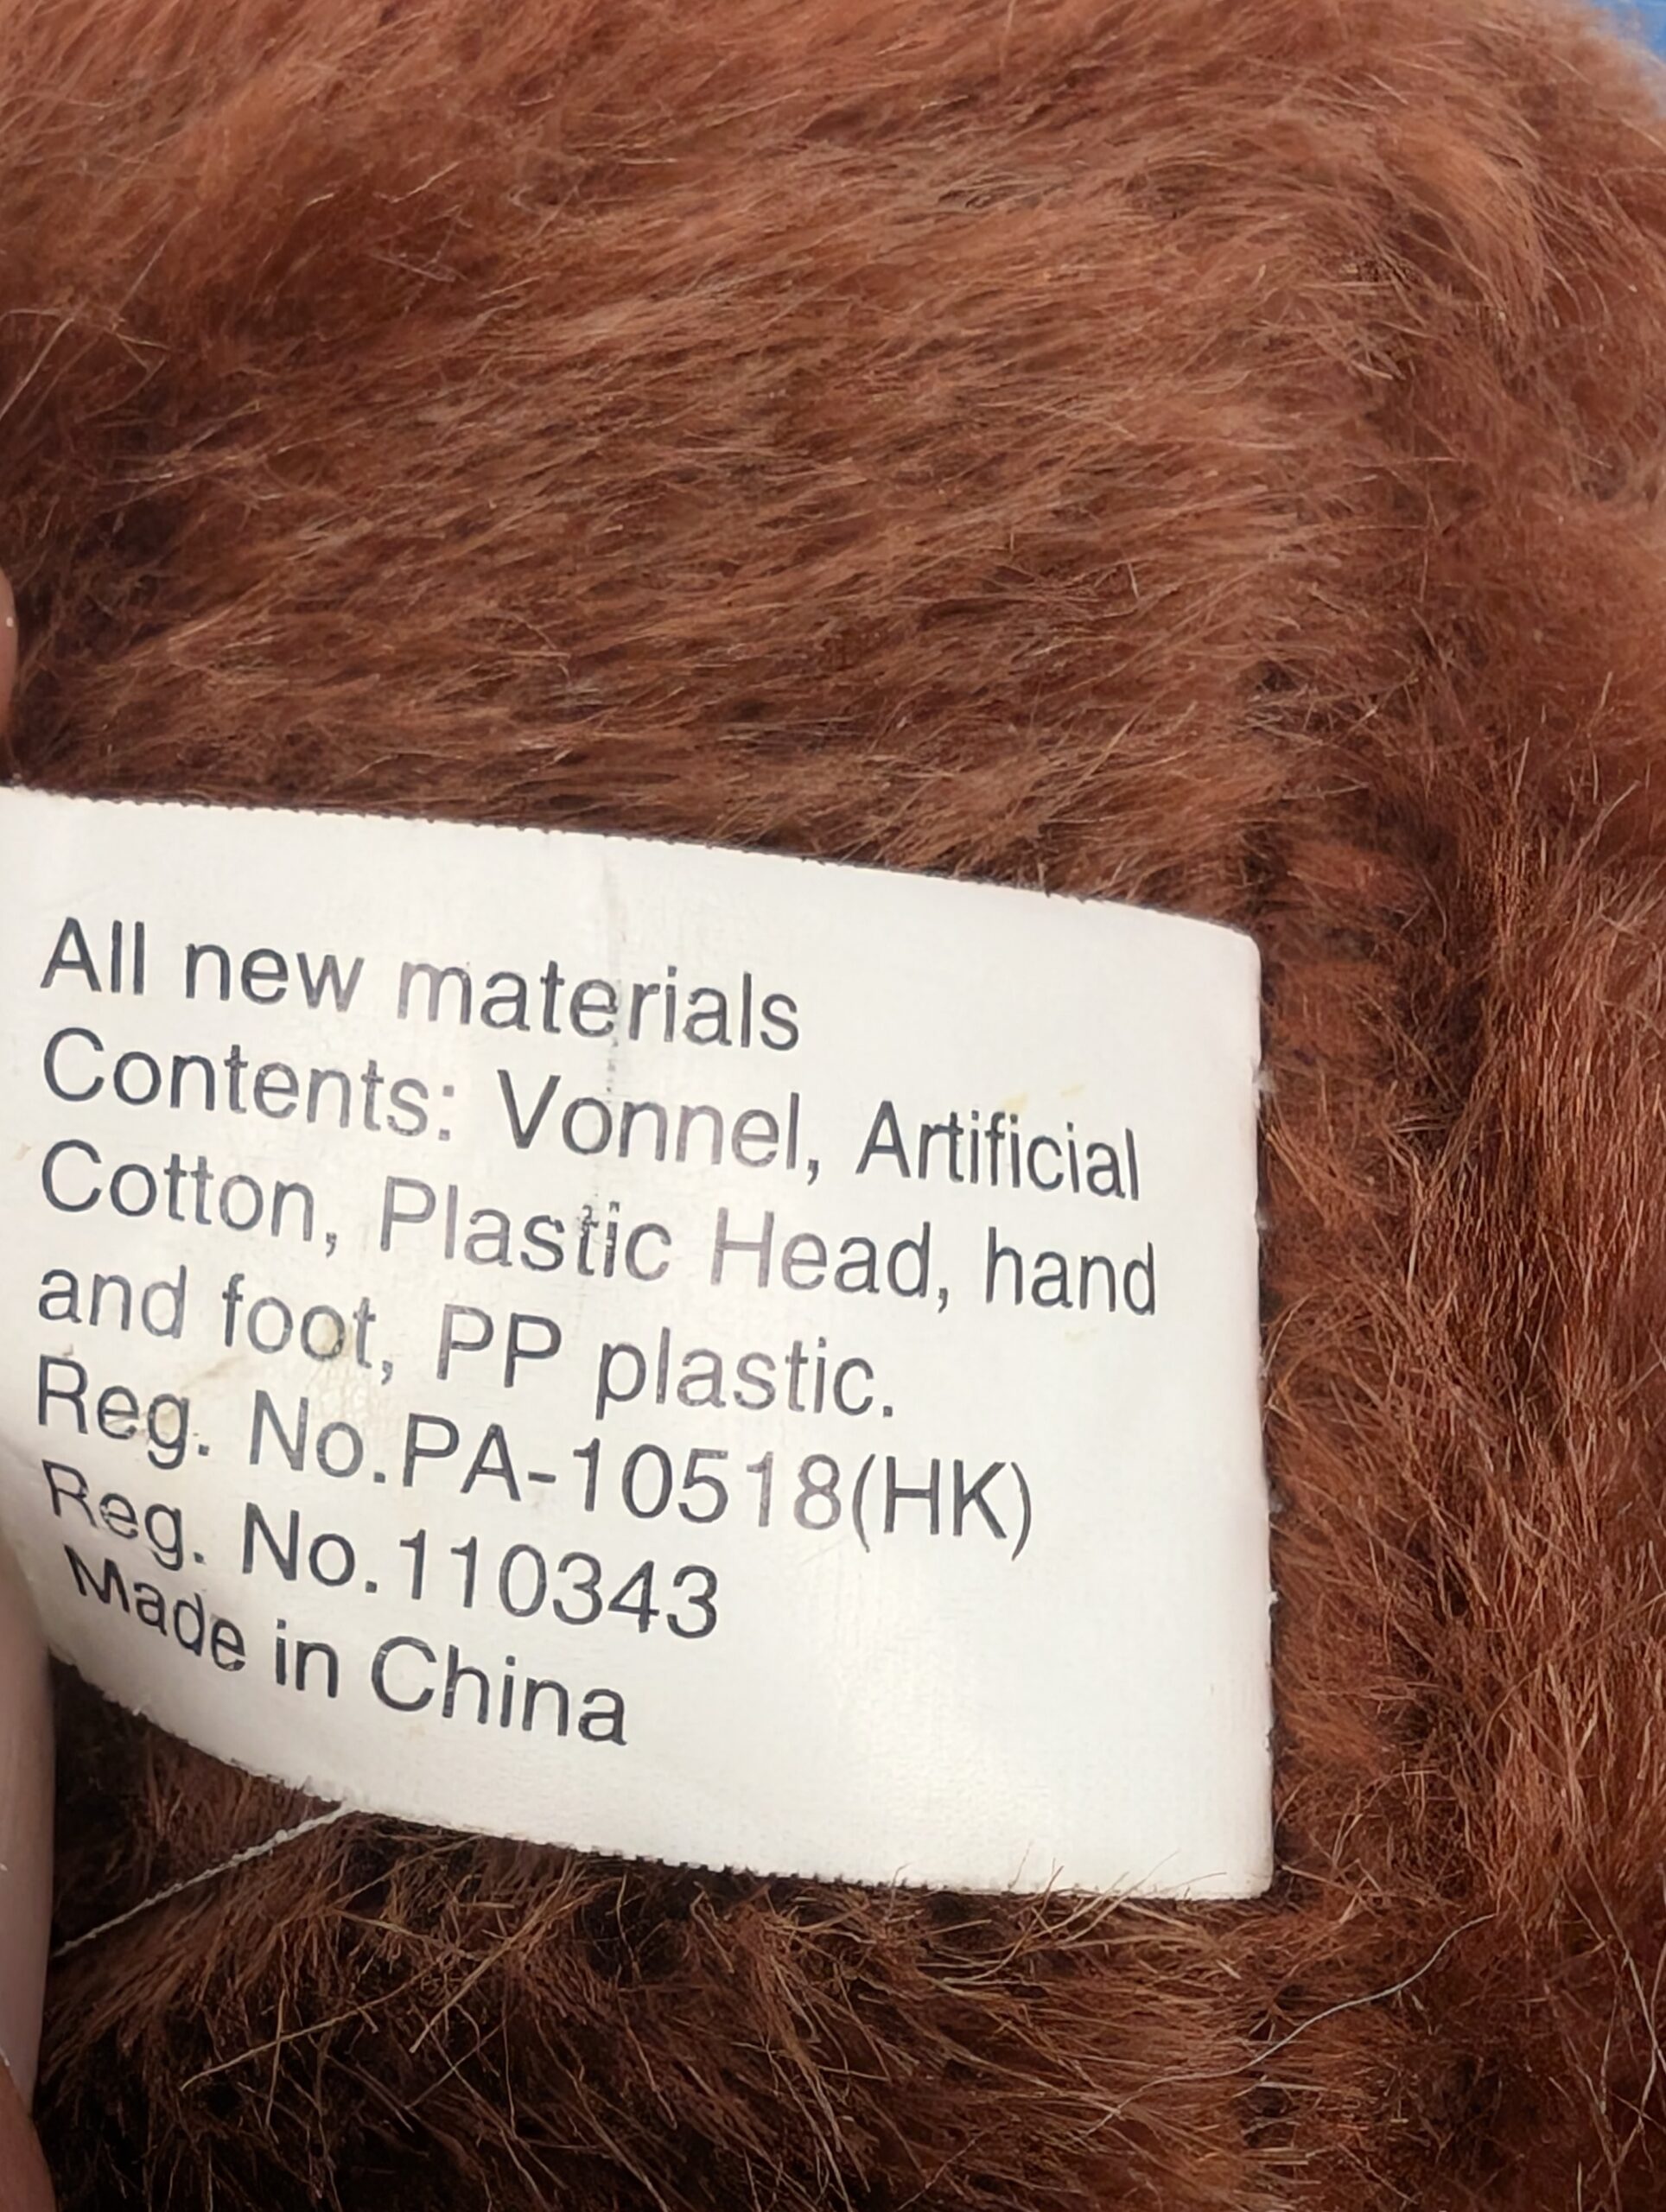 All new materials
Contents: Vonnel, Artificial
Cotton, Plastic Head, hand
and foot, PP plastic.
Reg. No.PA-10518(HK)
Reg. No.110343
Made in China